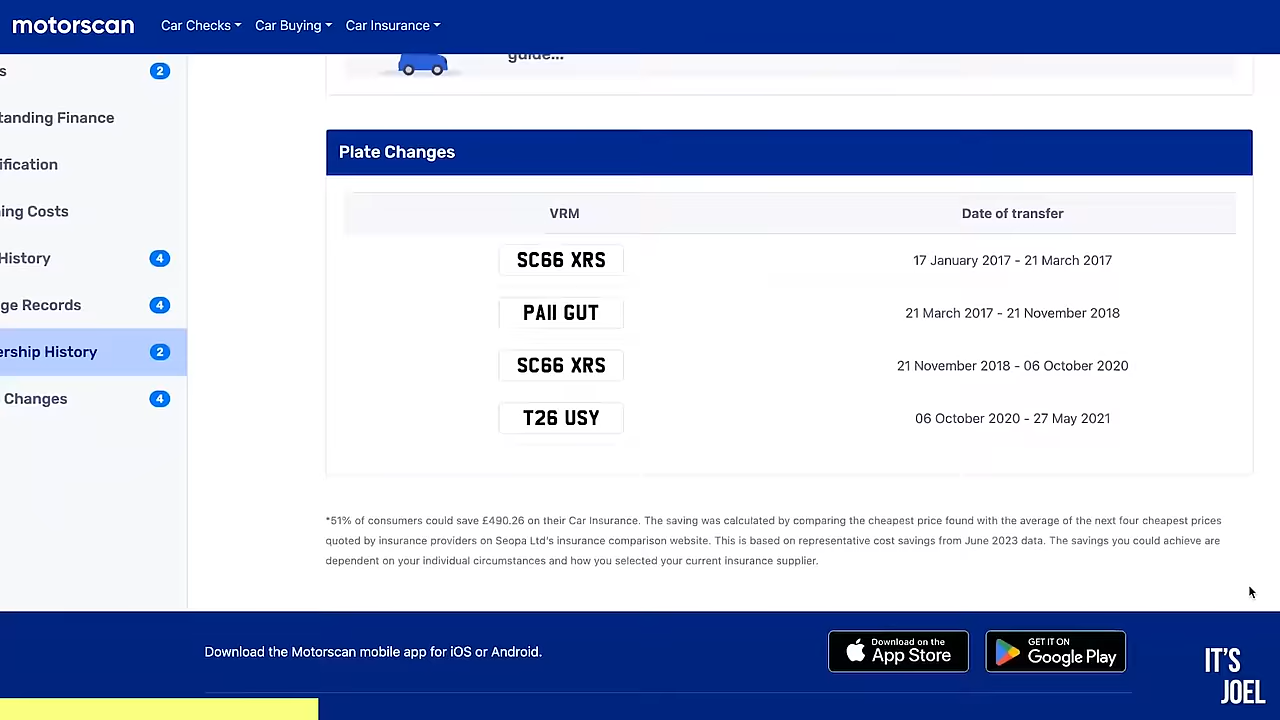 motorscan
Car Checks Car Buying Car Insurance
s 2
tanding Finance
ification
ing Costs
History 4
ge Records 4
ership History 2
Changes 4
guide...
Plate Changes
VRM Date of transfer
SC66 XRS 17 January 2017 - 21 March 2017
PA11 GUT 21 March 2017 - 21 November 2018
SC66 XRS 21 November 2018 - 06 October 2020
T26 USY 06 October 2020 - 27 May 2021
*51% of consumers could save £490.26 on their Car Insurance. The saving was calculated by comparing the cheapest price found with the average of the next four cheapest prices
quoted by insurance providers on Seopa Ltd's insurance comparison website. This is based on representative cost savings from June 2023 data. The savings you could achieve are
dependent on your individual circumstances and how you selected your current insurance supplier.
Download the Motorscan mobile app for iOS or Android.
Download on the
App Store
GET IT ON
Google Play
IT'S
JOEL